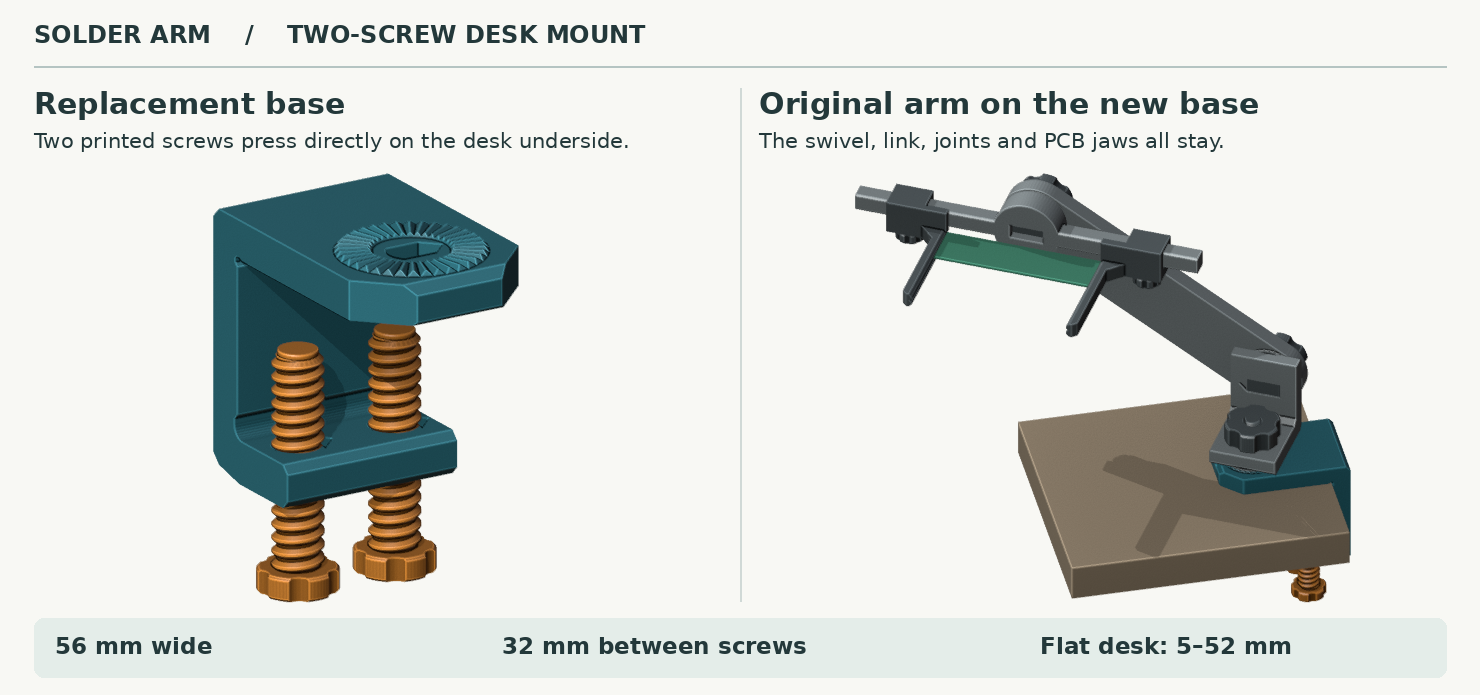 SOLDER ARM / TWO-SCREW DESK MOUNT
Replacement base
Two printed screws press directly on the desk underside.
Original arm on the new base
The swivel, link, joints and PCB jaws all stay.
56 mm wide
32 mm between screws
Flat desk: 5–52 mm